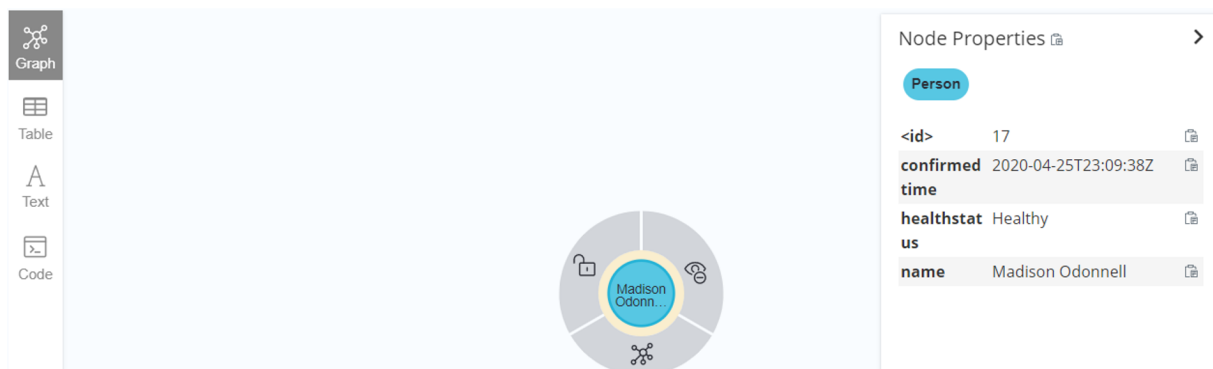 Graph
Table
Text
Code
Madison
Odonn...
Node Properties
Person
<id> 17
confirmed 2020-04-25T23:09:38Z
time
healthstat Healthy
us
name Madison Odonnell